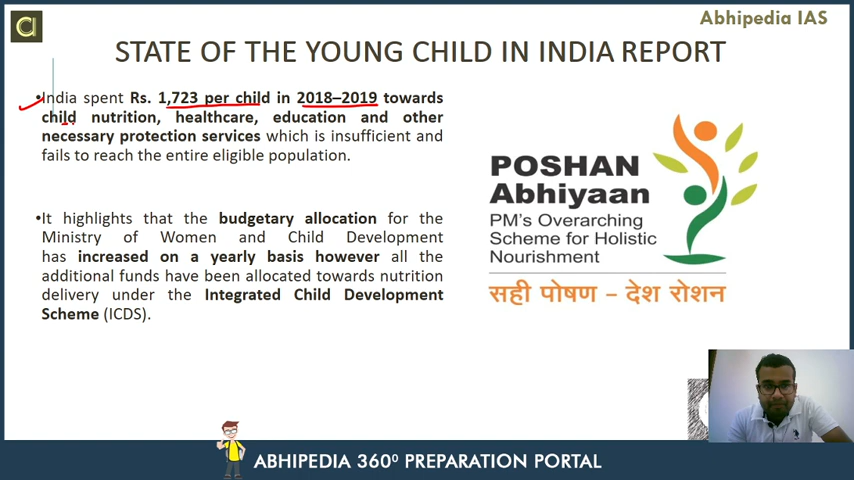 Abhipedia IAS
STATE OF THE YOUNG CHILD IN INDIA REPORT
•India spent Rs. 1,723 per child in 2018–2019 towards
child nutrition, healthcare, education and other
necessary protection services which is insufficient and
fails to reach the entire eligible population.
•It highlights that the budgetary allocation for the
Ministry of Women and Child Development
has increased on a yearly basis however all the
additional funds have been allocated towards nutrition
delivery under the Integrated Child Development
Scheme (ICDS).
POSHAN
Abhiyaan
PM's Overarching
Scheme for Holistic
Nourishment
सही पोषण – देश रोशन
ABHIPEDIA 360⁰ PREPARATION PORTAL